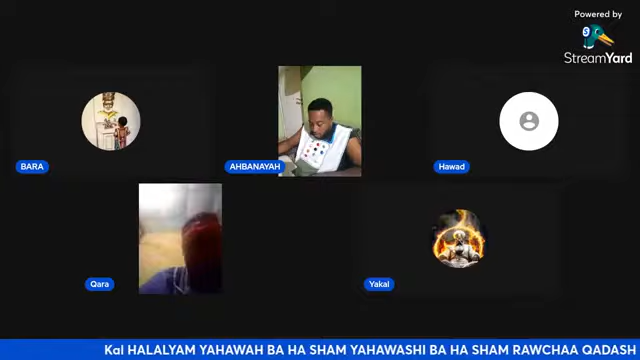 Powered by
StreamYard
BARA
AHBANAYAH
Hawad
Qara
Yakal
Kal HALALYAM YAHAWAH BA HA SHAM YAHAWASHI BA HA SHAM RAWCHAA QADASH